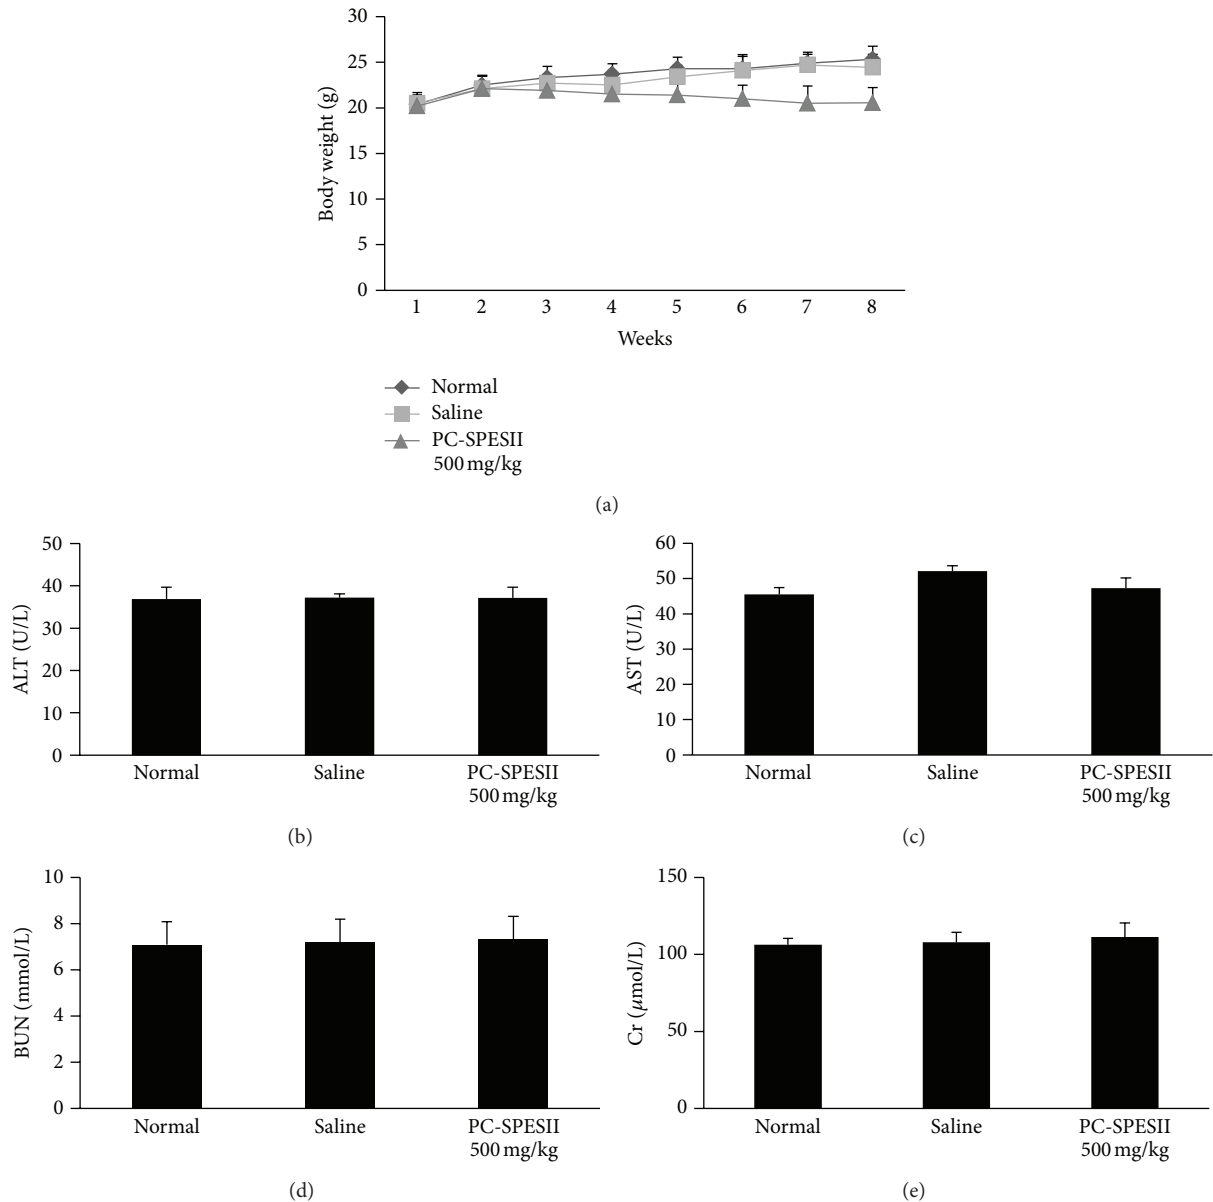 30
25
20
15
10
5
0
Body weight (g)
1 2 3 4 5 6 7 8
Weeks
Normal
Saline
PC-SPESII
500 mg/kg
(a)
50
40
30
20
10
0
ALT (U/L)
Normal Saline PC-SPESII
500 mg/kg
(b)
60
50
40
30
20
10
0
AST (U/L)
Normal Saline PC-SPESII
500 mg/kg
(c)
10
8
6
4
2
0
BUN (mmol/L)
Normal Saline PC-SPESII
500 mg/kg
(d)
150
100
50
0
Cr (μmol/L)
Normal Saline PC-SPESII
500 mg/kg
(e)